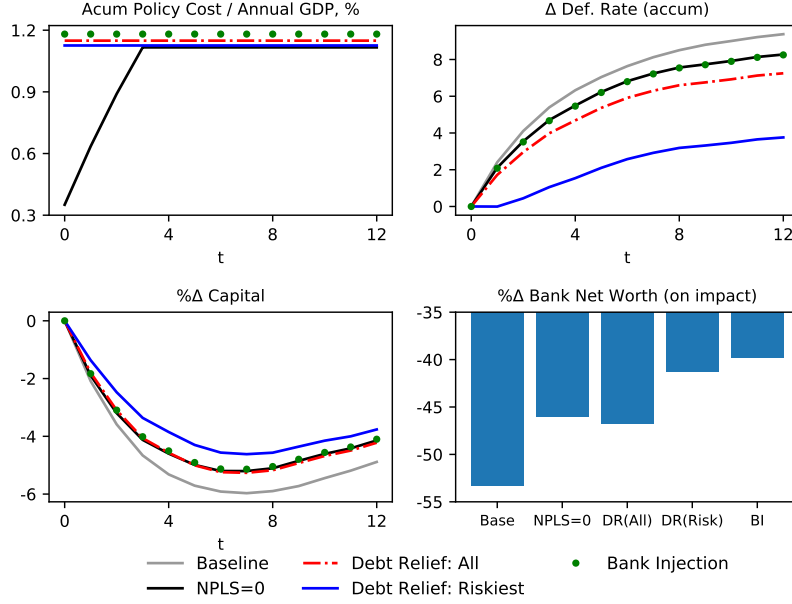 Acum Policy Cost / Annual GDP, %
1.2
0.9
0.6
0.3
0
4
8
12
t
Δ Def. Rate (accum)
8
6
4
2
0
0
4
8
12
t
%Δ Capital
0
-2
-4
-6
0
4
8
12
t
%Δ Bank Net Worth (on impact)
-35
-40
-45
-50
-55
Base
NPLS=0
DR(All)
DR(Risk)
BI
Baseline
NPLS=0
Debt Relief: All
Debt Relief: Riskiest
Bank Injection